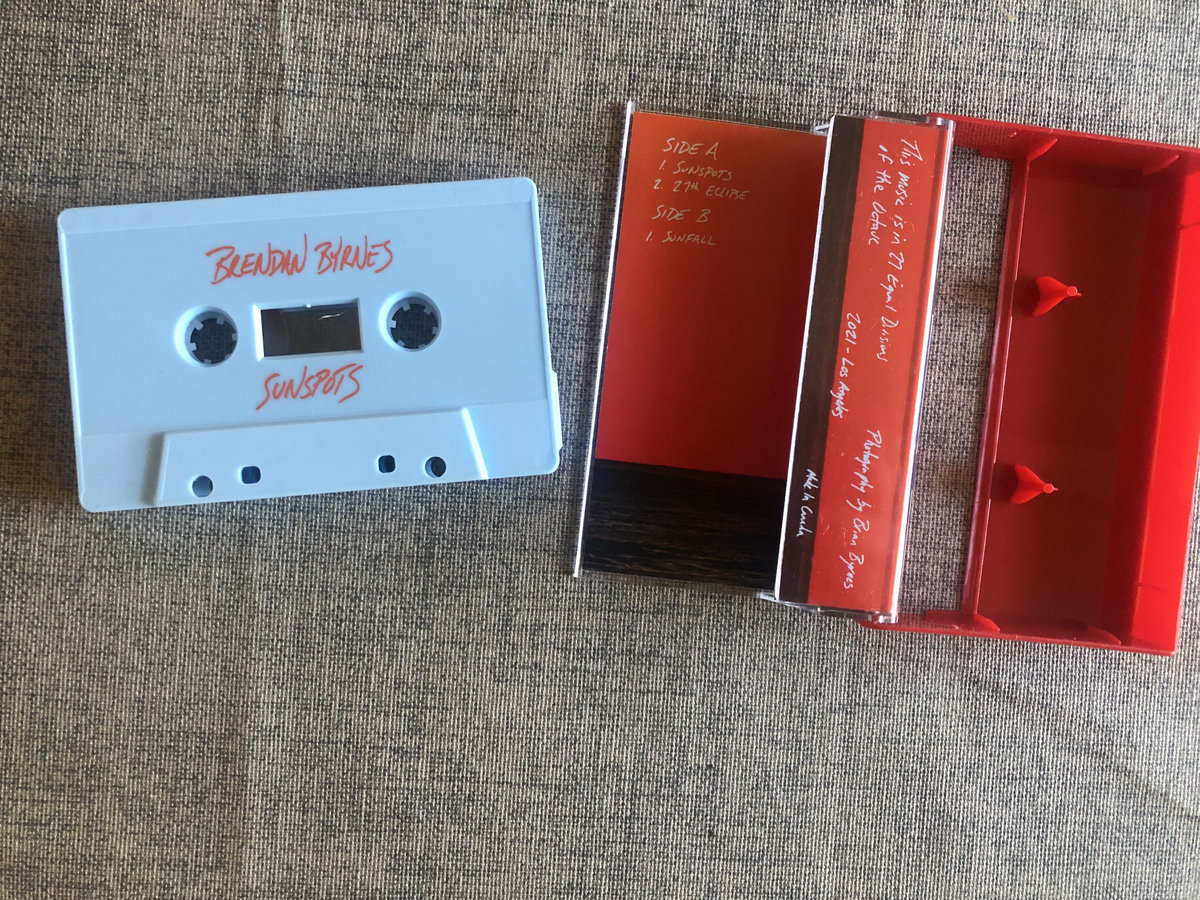 BRENDAN BYRNES
SUNSPOTS
SIDE A
1. SUNSPOTS
2. 27th ELLIPSE
SIDE B
1. SUNFALL
This music is in 27 Equal Divisions
of the Octave
2021 - Los Angeles
Photography by Brian Byrnes
Made In Canada